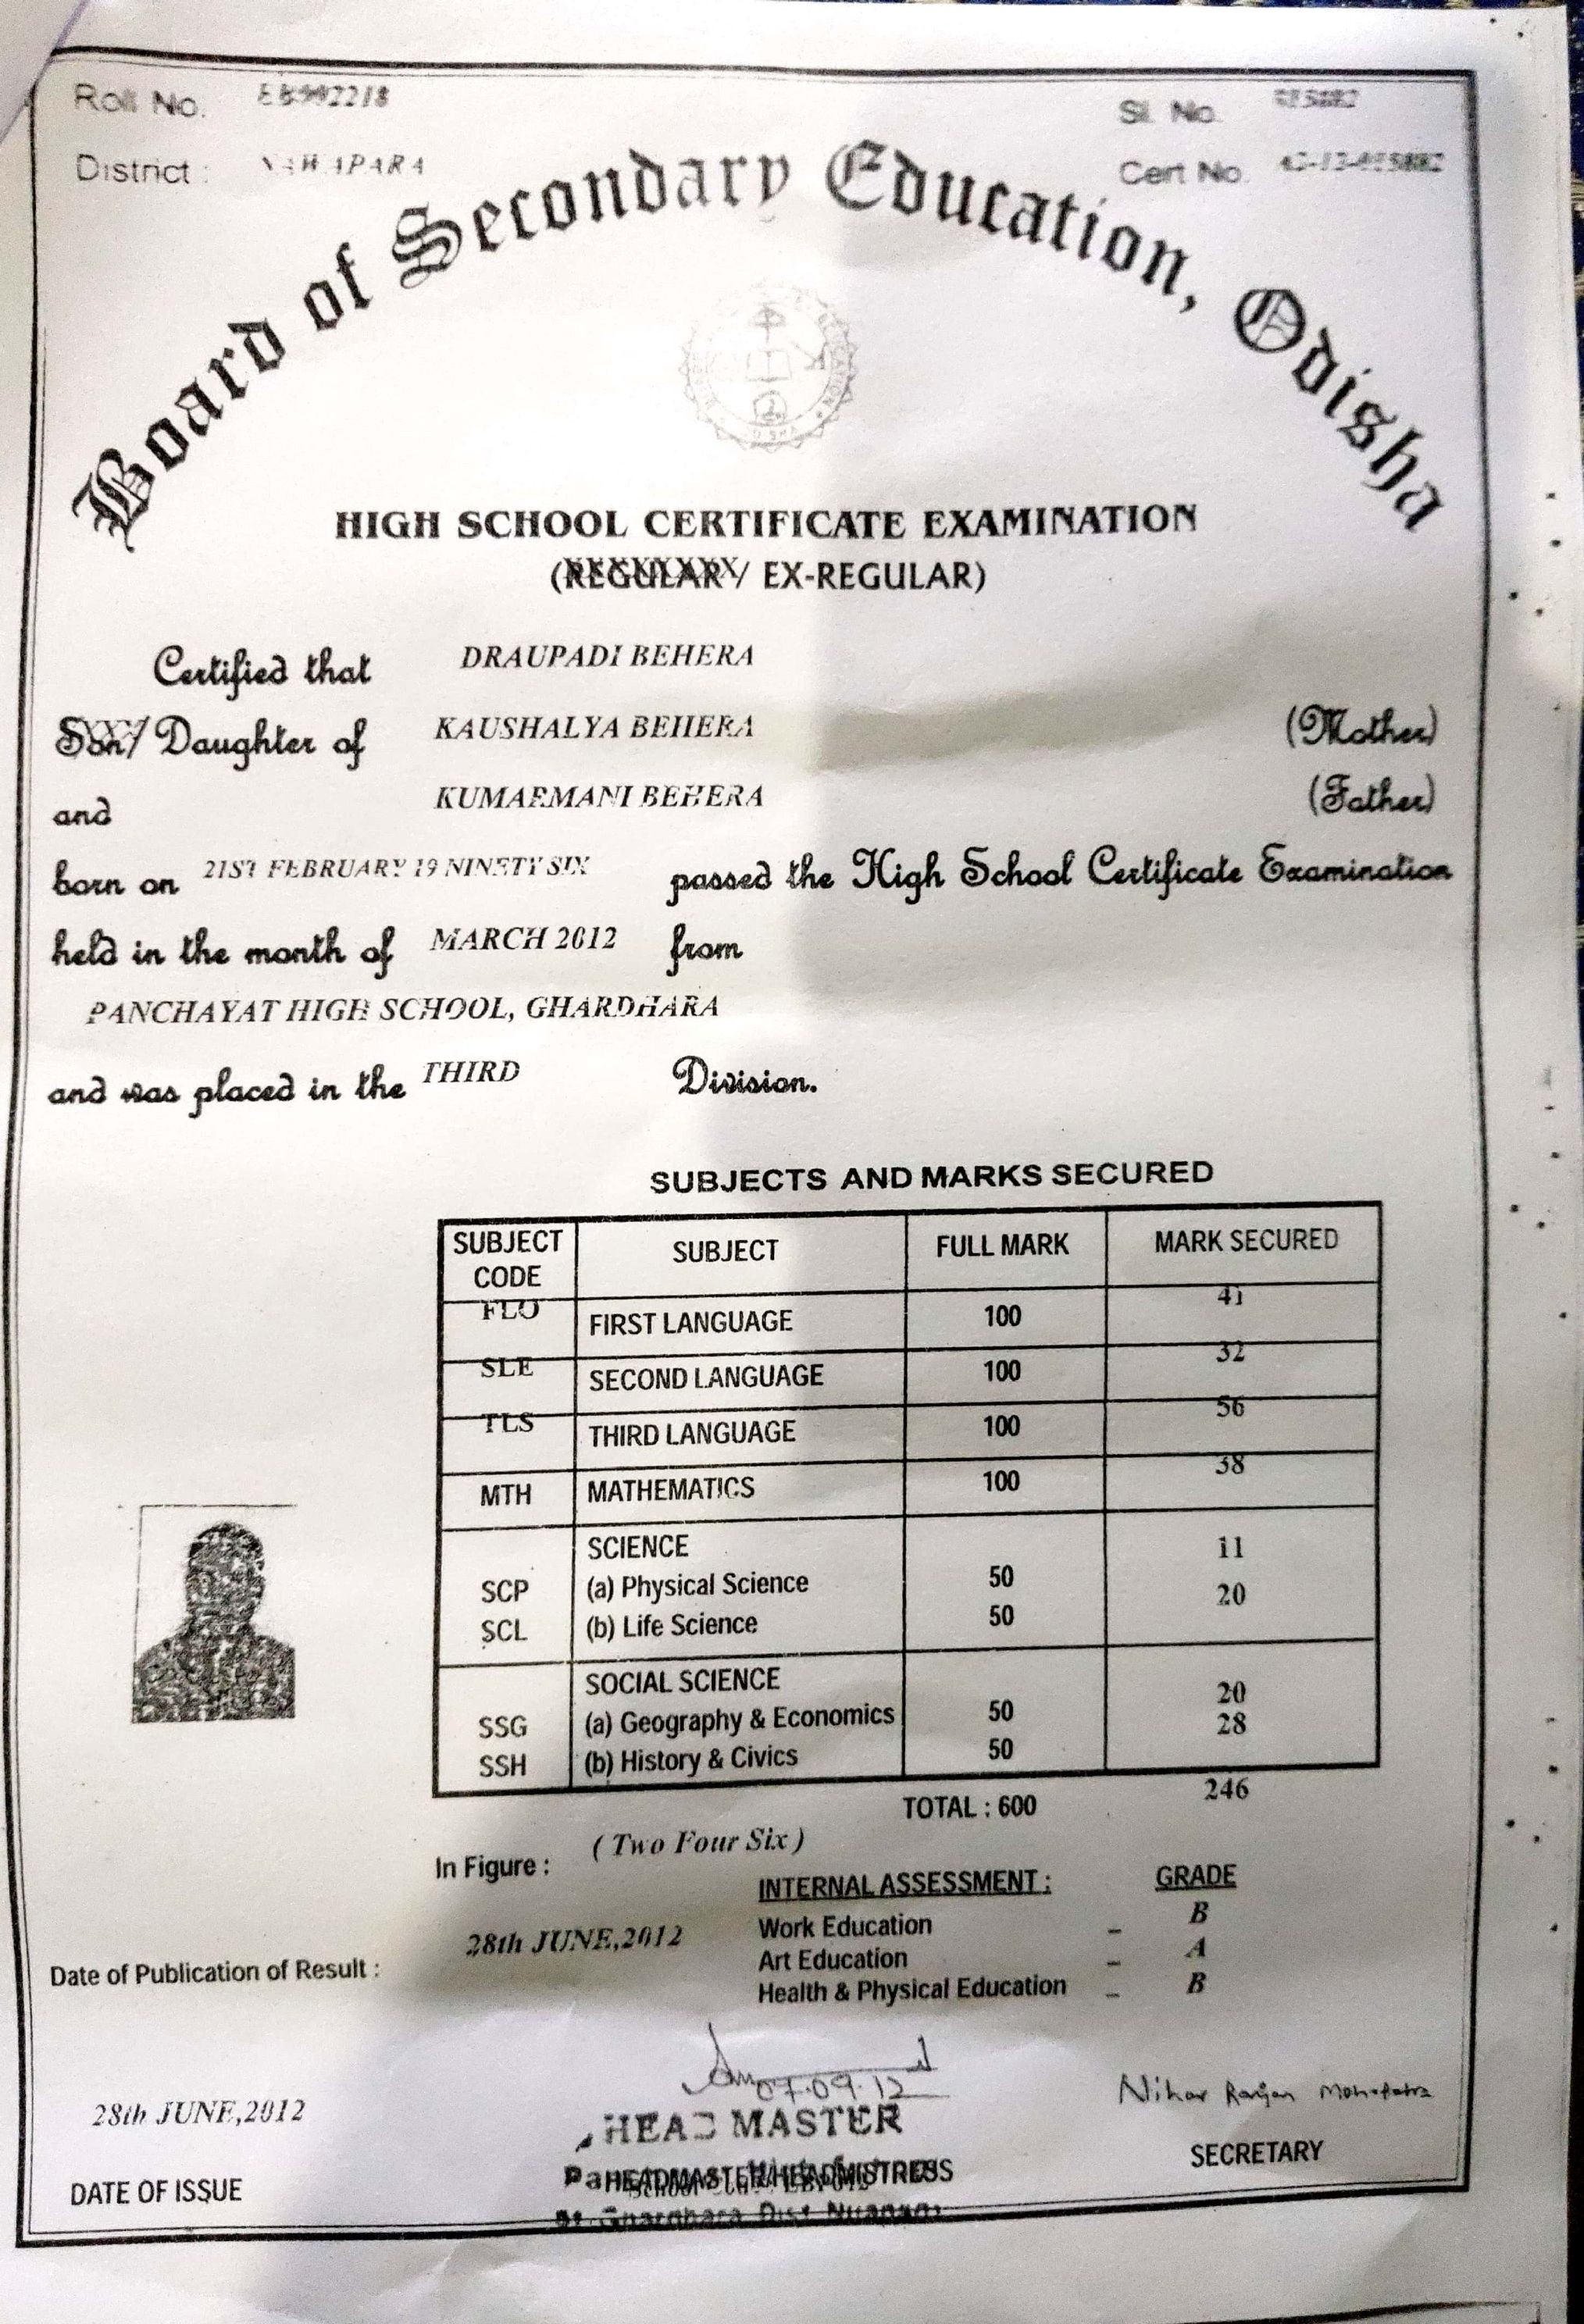 Roll No.
District :
Sl. No.
Cert No.
Board of Secondary Education, Odisha
HIGH SCHOOL CERTIFICATE EXAMINATION
(REGULAR / EX-REGULAR)
Certified that DRAUPADI BEHERA
Son/ Daughter of KAUSHALYA BEHERA (Mother)
and KUMARMANI BEHERA (Father)
born on 21ST FEBRUARY 19 NINETY SIX passed the High School Certificate Examination
held in the month of MARCH 2012 from
PANCHAYAT HIGH SCHOOL, GHARDHARA
and was placed in the THIRD Division.
SUBJECTS AND MARKS SECURED
SUBJECT CODE SUBJECT FULL MARK MARK SECURED
FLO FIRST LANGUAGE 100 41
SLE SECOND LANGUAGE 100 32
TLS THIRD LANGUAGE 100 56
MTH MATHEMATICS 100 38
SCIENCE
SCP (a) Physical Science 50 11
SCL (b) Life Science 50 20
SOCIAL SCIENCE
SSG (a) Geography & Economics 50 20
SSH (b) History & Civics 50 28
TOTAL : 600 246
In Figure : ( Two Four Six )
INTERNAL ASSESSMENT : GRADE
Work Education – B
Art Education – A
Health & Physical Education – B
Date of Publication of Result : 28th JUNE,2012
07.09.12
28th JUNE,2012
HEAD MASTER
Nihar Ranjan Mohapatra
DATE OF ISSUE
HEADMASTER/HEADMISTRESS
SECRETARY